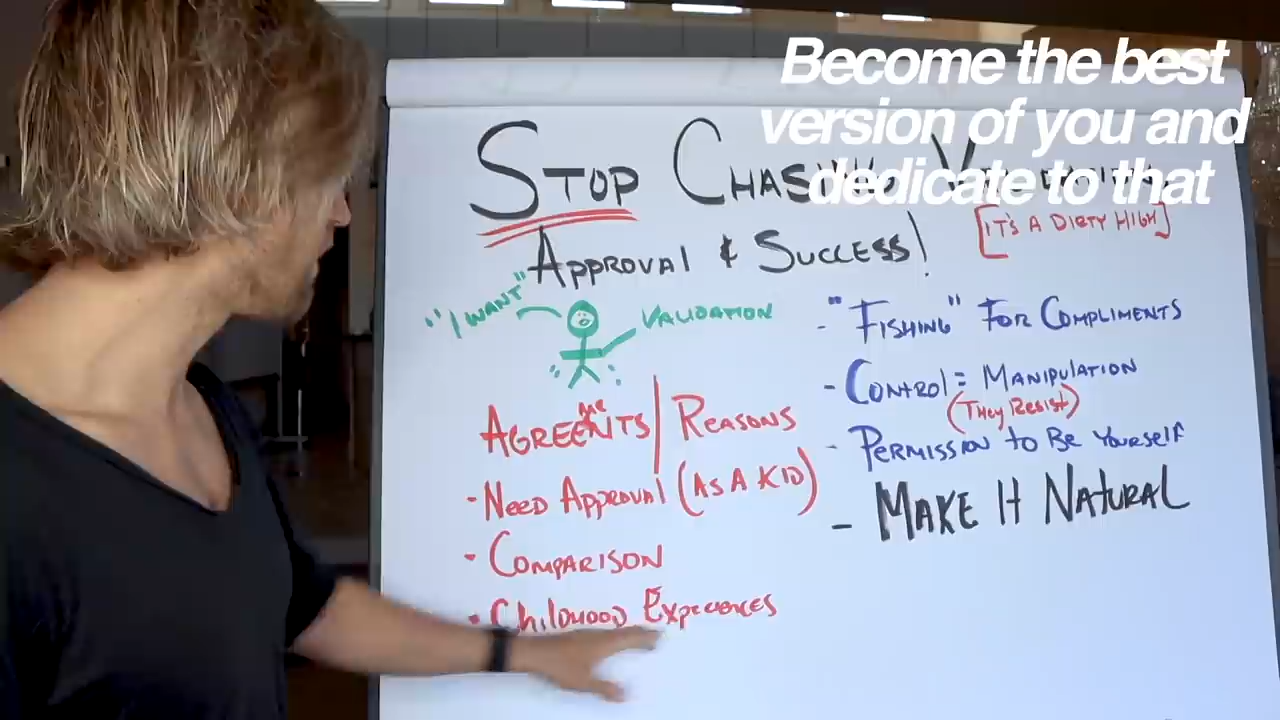 Become the best
version of you and
dedicate to that
STOP CHASING VALIDATION,
APPROVAL & SUCCESS!
[IT'S A DIRTY HIGH]
"I WANT"
VALIDATION
AGREEMENTS | REASONS
- NEED APPROVAL (AS A KID)
- COMPARISON
- CHILDHOOD EXPERIENCES
- "FISHING" FOR COMPLIMENTS
- CONTROL = MANIPULATION
(THEY RESIST)
- PERMISSION TO BE YOURSELF
- MAKE IT NATURAL